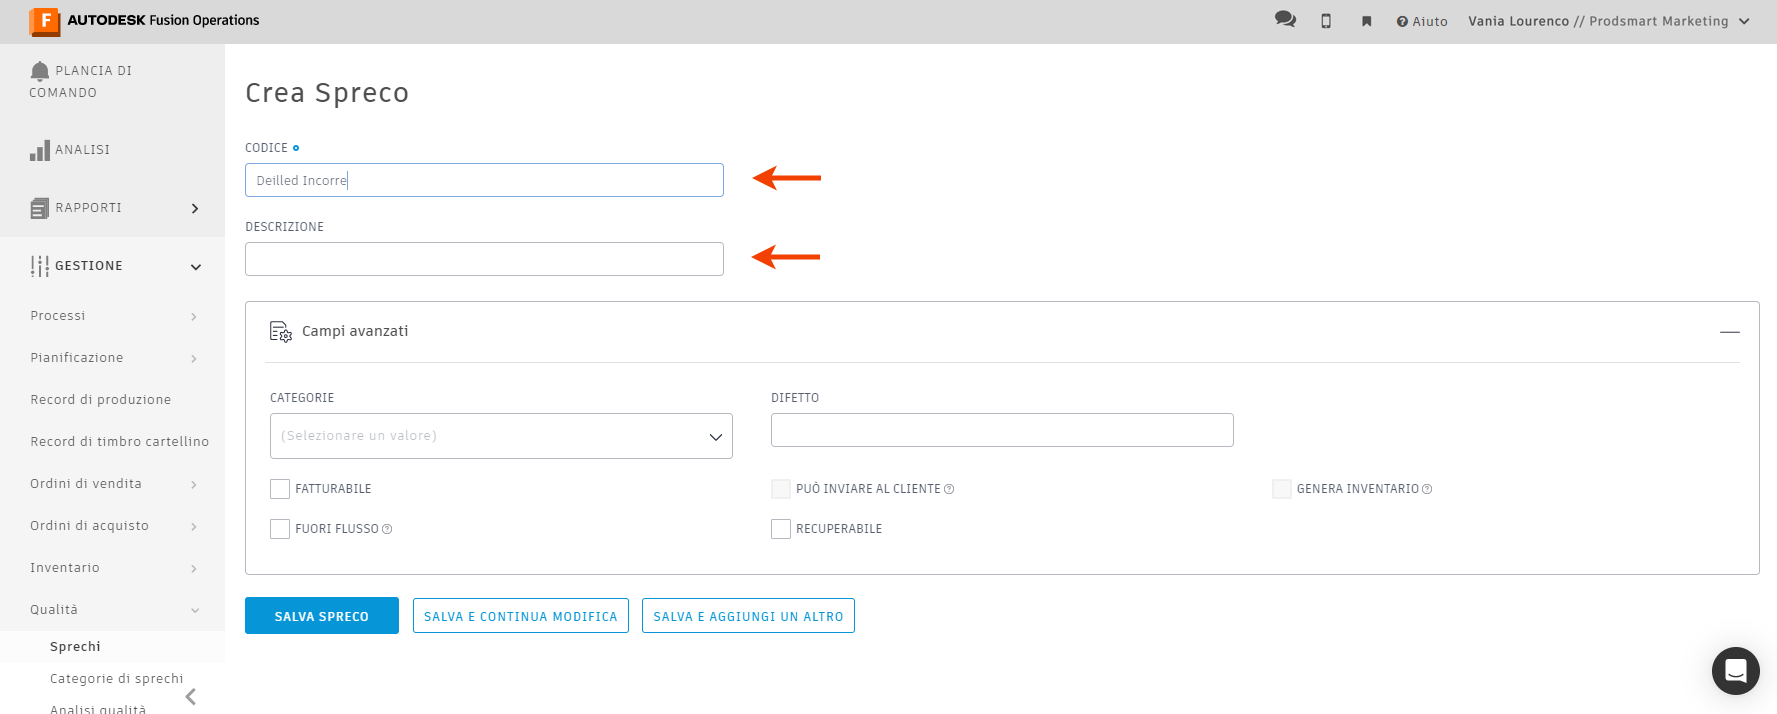 F AUTODESK Fusion Operations
Aiuto
Vania Lourenco // Prodsmart Marketing
PLANCIA DI
COMANDO
ANALISI
RAPPORTI
GESTIONE
Processi
Pianificazione
Record di produzione
Record di timbro cartellino
Ordini di vendita
Ordini di acquisto
Inventario
Qualità
Sprechi
Categorie di sprechi
Analisi qualità
Crea Spreco
CODICE
Deilled Incorre
DESCRIZIONE
Campi avanzati
CATEGORIE
(Selezionare un valore)
DIFETTO
FATTURABILE
PUÒ INVIARE AL CLIENTE
GENERA INVENTARIO
FUORI FLUSSO
RECUPERABILE
SALVA SPRECO
SALVA E CONTINUA MODIFICA
SALVA E AGGIUNGI UN ALTRO